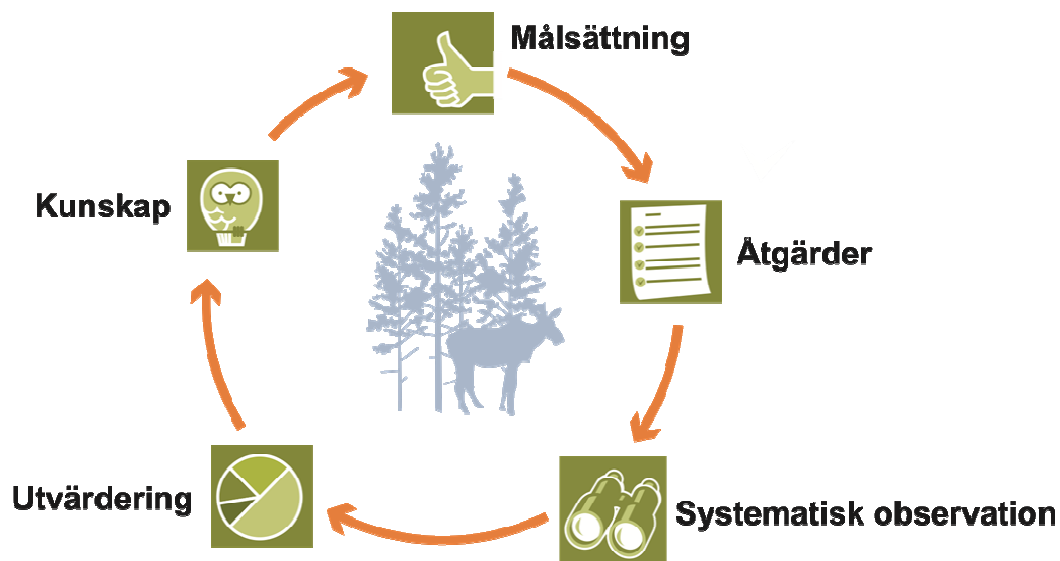 Målsättning
Åtgärder
Systematisk observation
Utvärdering
Kunskap